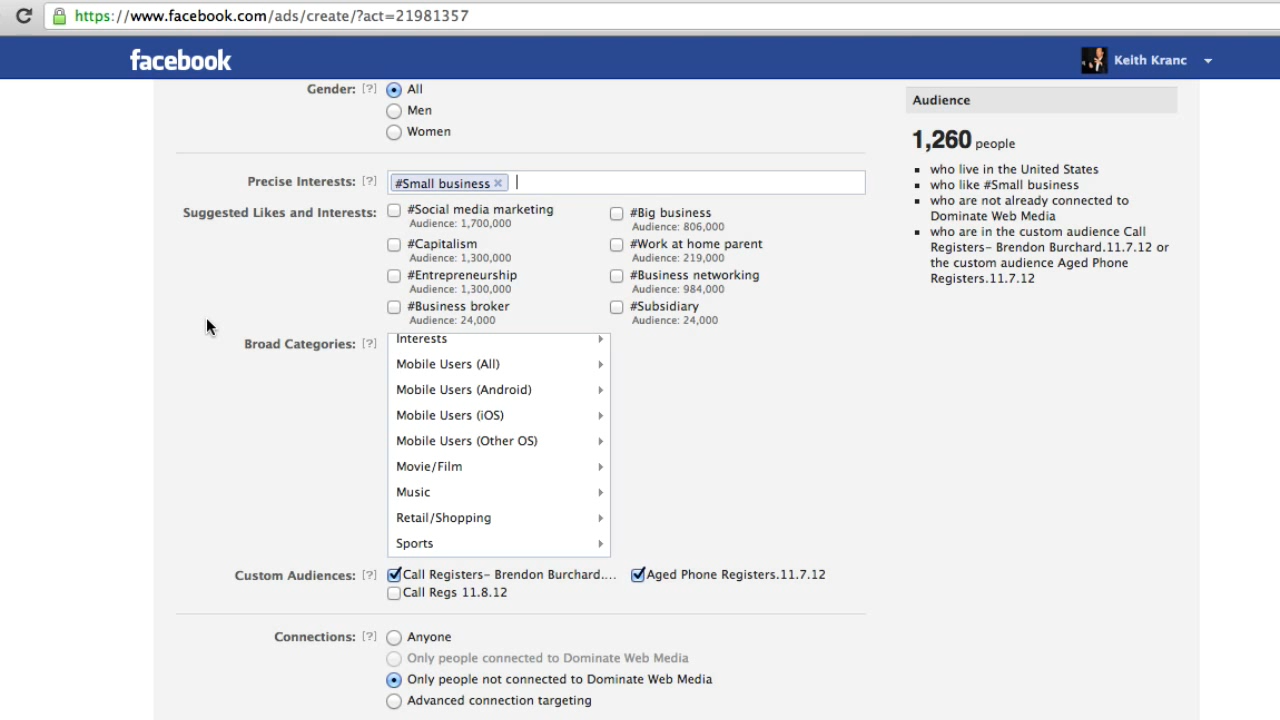 https://www.facebook.com/ads/create/?act=21981357
facebook
Keith Kranc
Gender: [?] All
Men
Women
Precise Interests: [?] #Small business
Suggested Likes and Interests:
#Social media marketing
Audience: 1,700,000
#Big business
Audience: 806,000
#Capitalism
Audience: 1,300,000
#Work at home parent
Audience: 219,000
#Entrepreneurship
Audience: 1,300,000
#Business networking
Audience: 984,000
#Business broker
Audience: 24,000
#Subsidiary
Audience: 24,000
Broad Categories: [?]
Interests
Mobile Users (All)
Mobile Users (Android)
Mobile Users (iOS)
Mobile Users (Other OS)
Movie/Film
Music
Retail/Shopping
Sports
Custom Audiences: [?] Call Registers- Brendon Burchard.... Aged Phone Registers.11.7.12
Call Regs 11.8.12
Connections: [?] Anyone
Only people connected to Dominate Web Media
Only people not connected to Dominate Web Media
Advanced connection targeting
Audience
1,260 people
who live in the United States
who like #Small business
who are not already connected to
Dominate Web Media
who are in the custom audience Call
Registers- Brendon Burchard.11.7.12 or
the custom audience Aged Phone
Registers.11.7.12